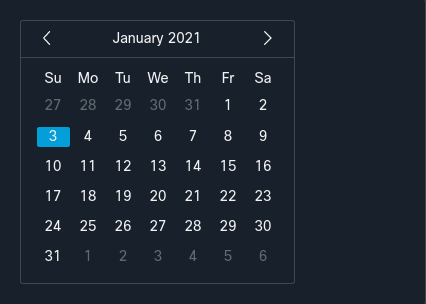 January 2021
Su Mo Tu We Th Fr Sa
27 28 29 30 31 1 2
3 4 5 6 7 8 9
10 11 12 13 14 15 16
17 18 19 20 21 22 23
24 25 26 27 28 29 30
31 1 2 3 4 5 6